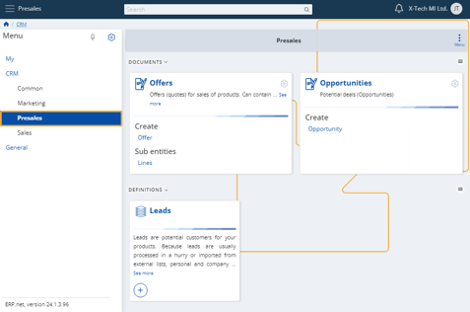 Presales
Search
X-Tech MI Ltd.
IT
/ CRM
Menu
My
CRM
Common
Marketing
Presales
Sales
General
ERP.net, version 24.1.3.96
Presales
Menu
DOCUMENTS
Offers
Offers (quotes) for sales of products. Can contain ... See
more
Create
Offer
Sub entities
Lines
Opportunities
Potential deals (Opportunities)
Create
Opportunity
DEFINITIONS
Leads
Leads are potential customers for your
products. Because leads are usually
processed in a hurry or imported from
external lists, personal and company ...
See more